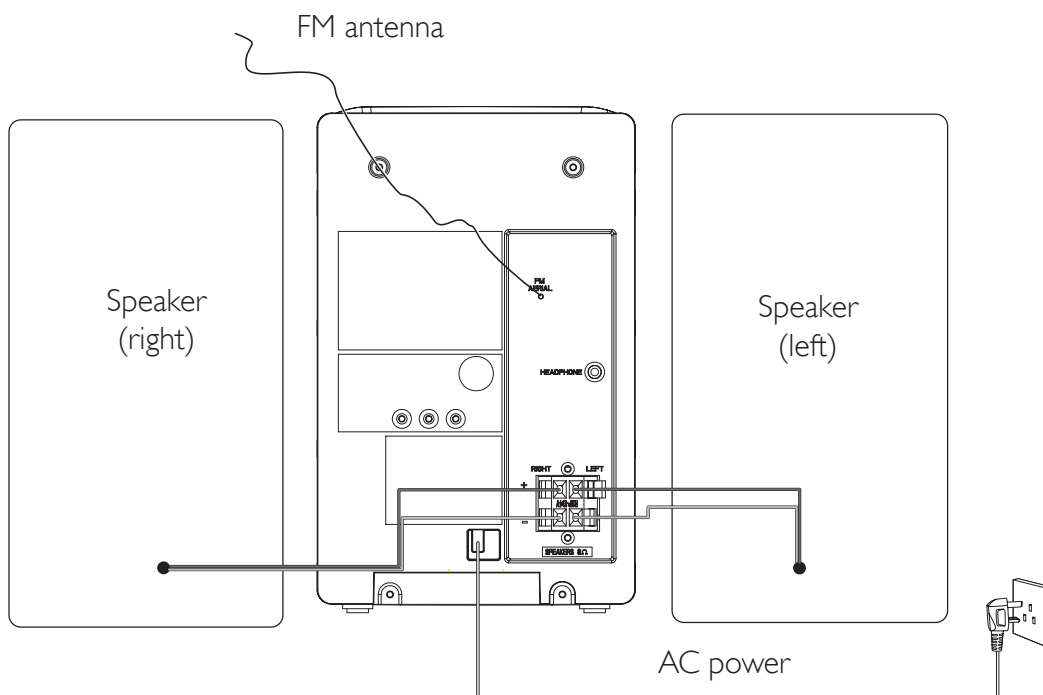 FM antenna
Speaker
(right)
FM
AERIAL
HEADPHONE
Speaker
(left)
RIGHT LEFT
+
-
SPEAKERS 8Ω
AC power